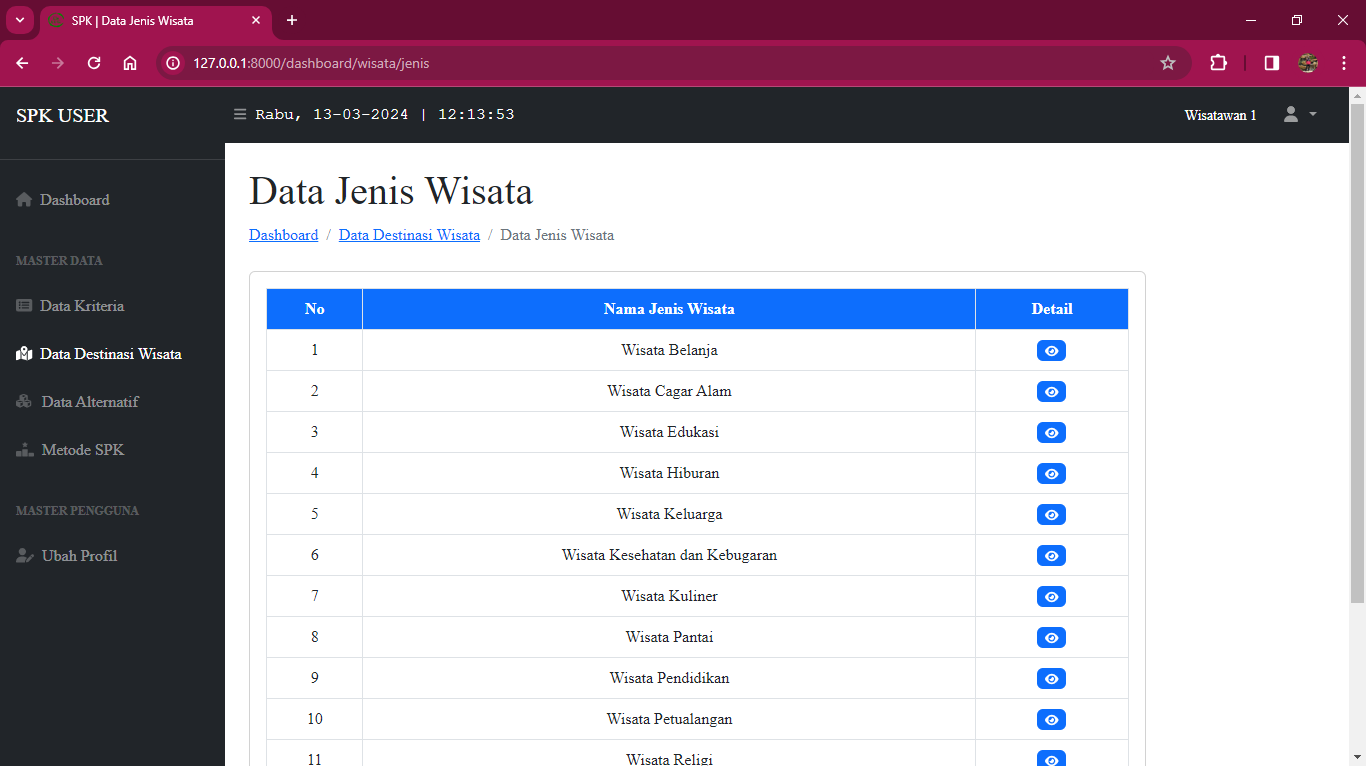 SPK | Data Jenis Wisata
127.0.0.1:8000/dashboard/wisata/jenis
SPK USER
Rabu, 13-03-2024 | 12:13:53
Wisatawan 1
Dashboard
MASTER DATA
Data Kriteria
Data Destinasi Wisata
Data Alternatif
Metode SPK
MASTER PENGGUNA
Ubah Profil
Data Jenis Wisata
Dashboard / Data Destinasi Wisata / Data Jenis Wisata
No Nama Jenis Wisata Detail
1 Wisata Belanja
2 Wisata Cagar Alam
3 Wisata Edukasi
4 Wisata Hiburan
5 Wisata Keluarga
6 Wisata Kesehatan dan Kebugaran
7 Wisata Kuliner
8 Wisata Pantai
9 Wisata Pendidikan
10 Wisata Petualangan
11 Wisata Religi